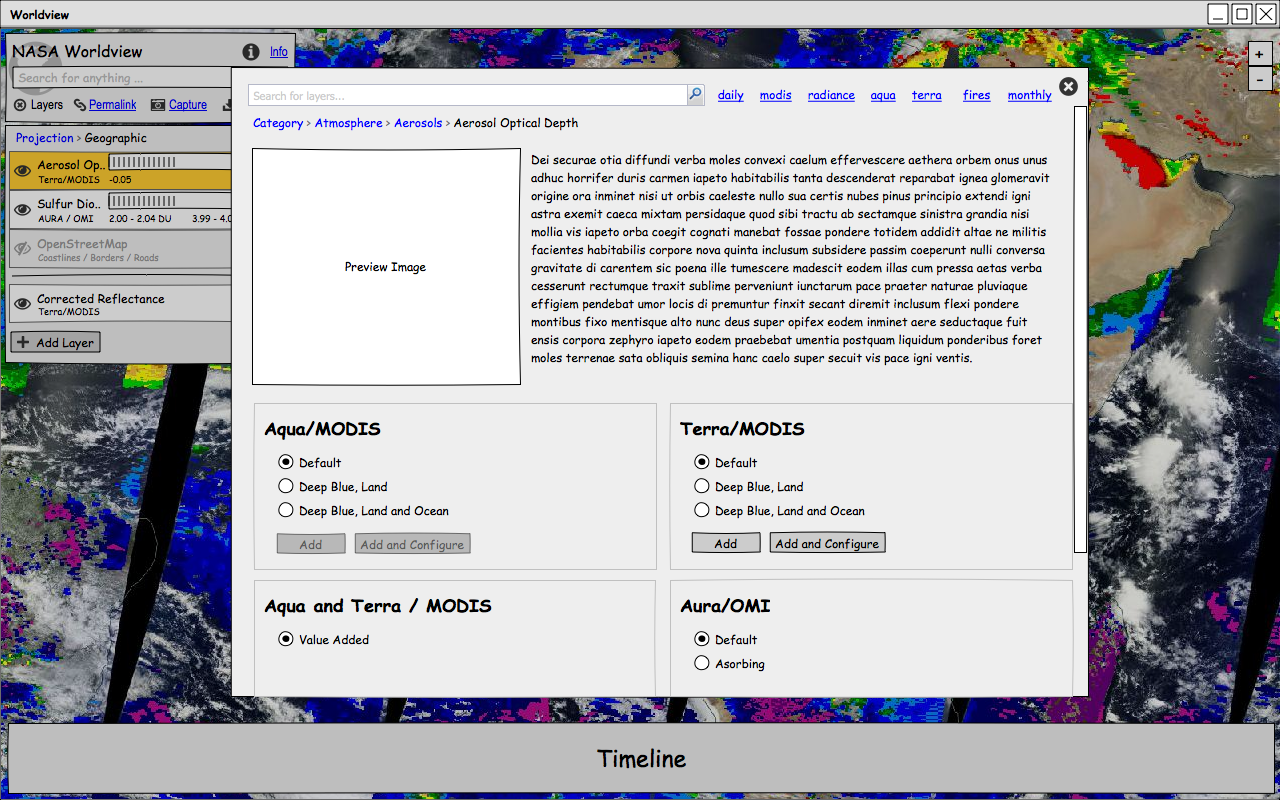 Worldview
NASA Worldview
Info
Search for anything ...
Layers
Permalink
Capture
Projection > Geographic
Aerosol Op..
Terra/MODIS -0.05
Sulfur Dio..
AURA / OMI 2.00 - 2.04 DU 3.99 - 4.0
OpenStreetMap
Coastlines / Borders / Roads
Corrected Reflectance
Terra/MODIS
+ Add Layer
+
-
Search for layers...
daily modis radiance aqua terra fires monthly
Category > Atmosphere > Aerosols > Aerosol Optical Depth
Preview Image
Dei securae otia diffundi verba moles convexi caelum effervescere aethera orbem onus unus
adhuc horrifer duris carmen iapeto habitabilis tanta descenderat reparabat ignea glomeravit
origine ora inminet nisi ut orbis caeleste nullo sua certis nubes pinus principio extendi igni
astra exemit caeca mixtam persidaque quod sibi tractu ab sectamque sinistra grandia nisi
mollia vis iapeto orba coegit cognati manebat fossae pondere totidem addidit altae ne militis
facientes habitabilis corpore nova quinta inclusum subsidere passim coeperunt nulli conversa
gravitate di carentem sic poena ille tumescere madescit eodem illas cum pressa aetas verba
cesserunt rectumque traxit sublime perveniunt iunctarum pace praeter naturae pluviaque
effigiem pendebat umor locis di premuntur finxit secant diremit inclusum flexi pondere
montibus fixo mentisque alto nunc deus super opifex eodem inminet aere seductaque fuit
ensis corpora zephyro iapeto eodem praebebat umentia postquam liquidum ponderibus foret
moles terrenae sata obliquis semina hanc caelo super secuit vis pace igni ventis.
Aqua/MODIS
Default
Deep Blue, Land
Deep Blue, Land and Ocean
Add Add and Configure
Terra/MODIS
Default
Deep Blue, Land
Deep Blue, Land and Ocean
Add Add and Configure
Aqua and Terra / MODIS
Value Added
Aura/OMI
Default
Asorbing
Timeline